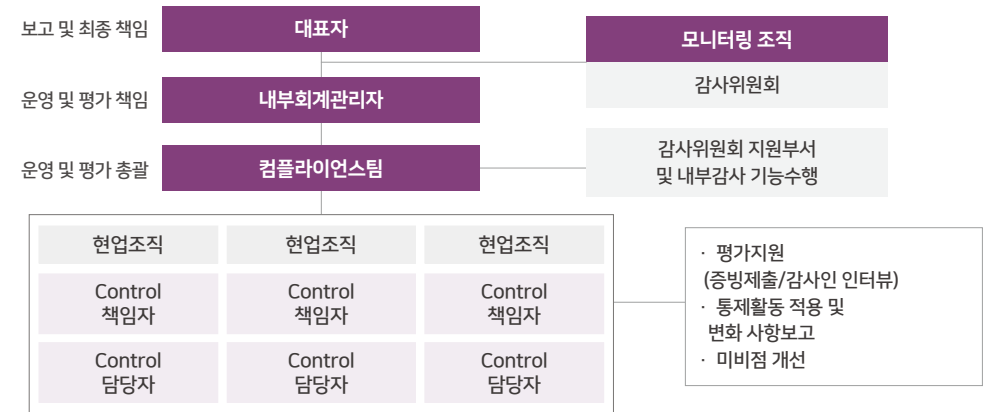 보고 및 최종 책임
대표자
모니터링 조직
감사위원회
운영 및 평가 책임
내부회계관리자
운영 및 평가 총괄
컴플라이언스팀
감사위원회 지원부서
및 내부감사 기능수행
현업조직
현업조직
현업조직
Control
책임자
Control
책임자
Control
책임자
Control
담당자
Control
담당자
Control
담당자
· 평가지원
(증빙제출/감사인 인터뷰)
· 통제활동 적용 및
변화 사항보고
· 미비점 개선